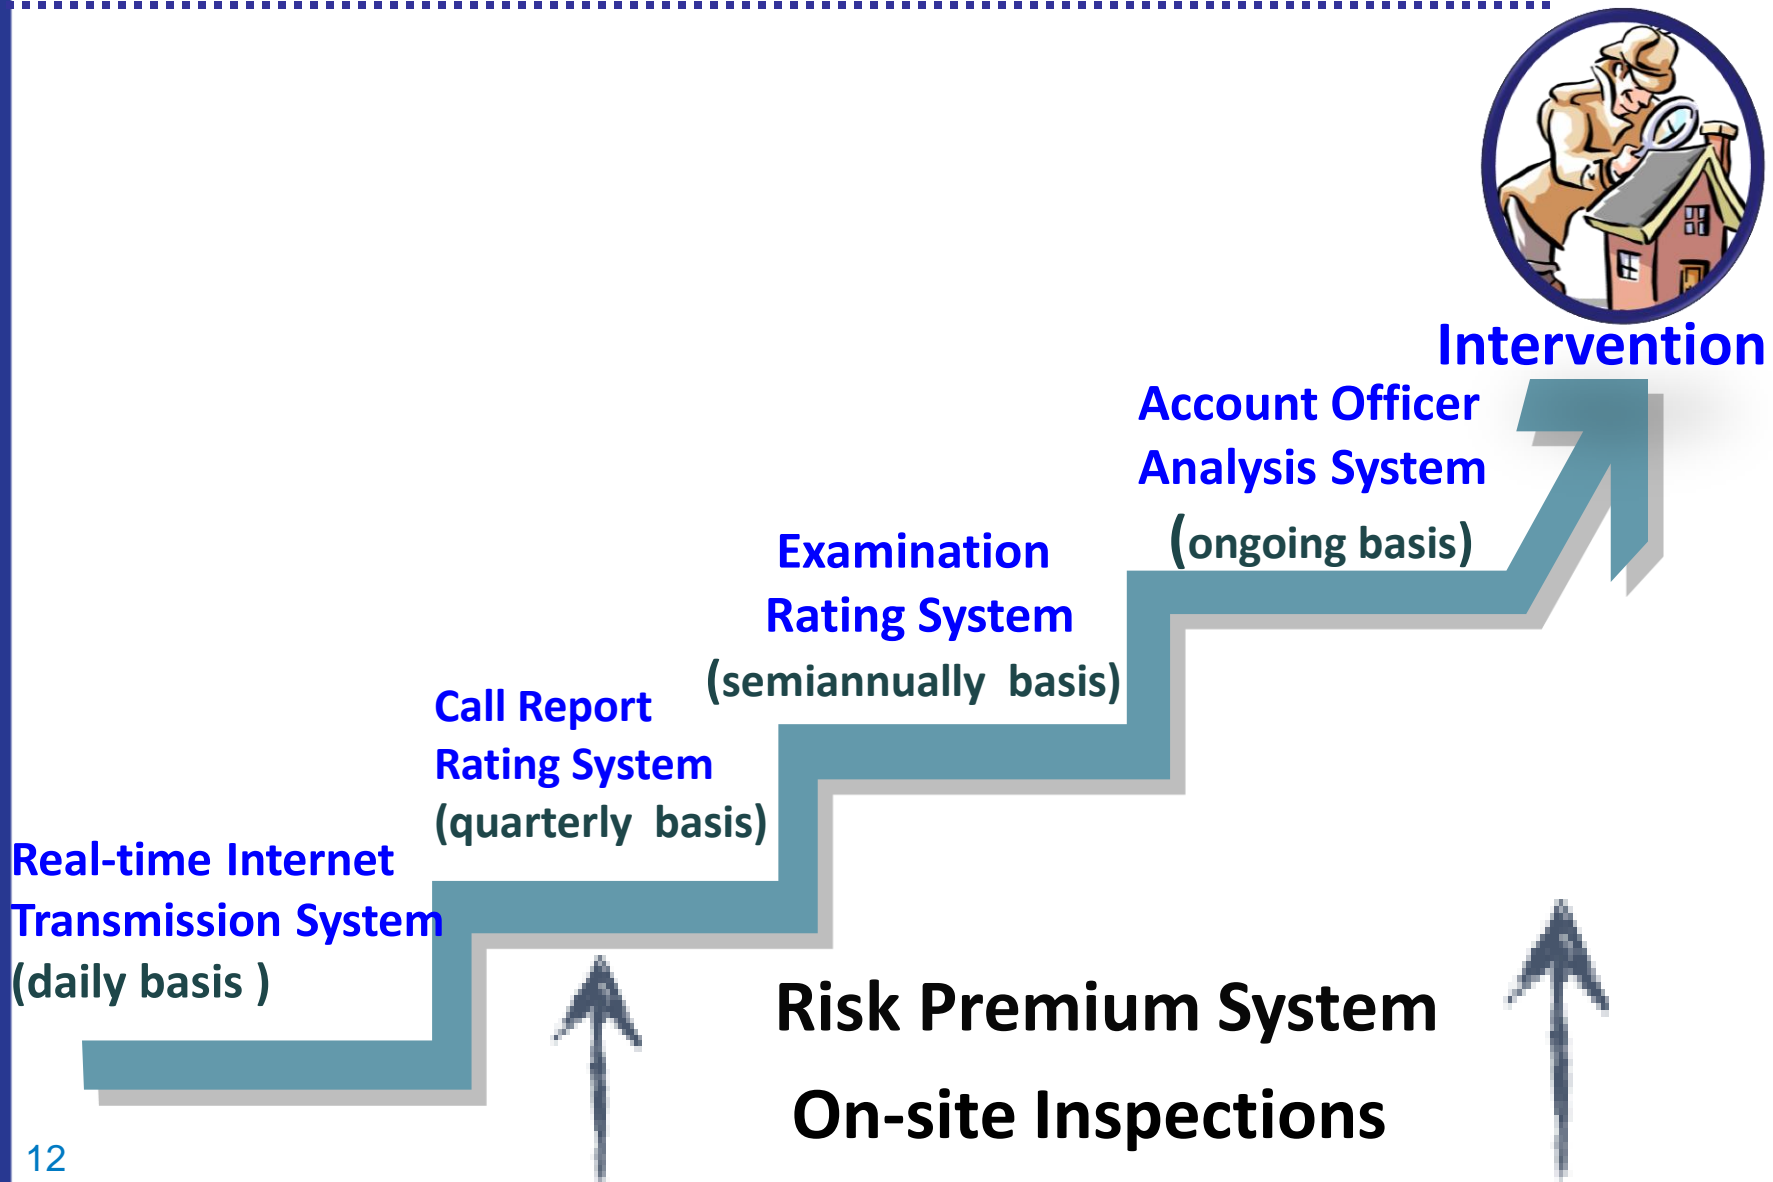 Intervention
Account Officer
Analysis System
(ongoing basis)
Examination
Rating System
(semiannually basis)
Call Report
Rating System
(quarterly basis)
Real-time Internet
Transmission System
(daily basis )
Risk Premium System
On-site Inspections
12